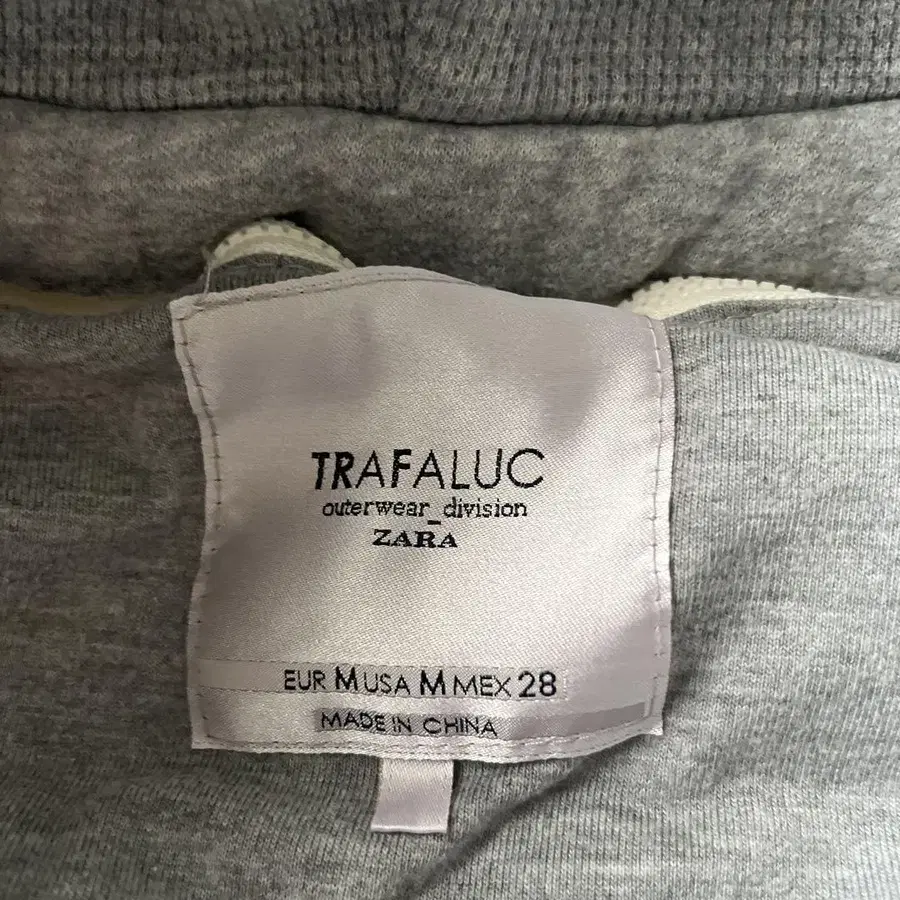 TRAFALUC
outerwear_division
ZARA
EUR M USA M MEX 28
MADE IN CHINA